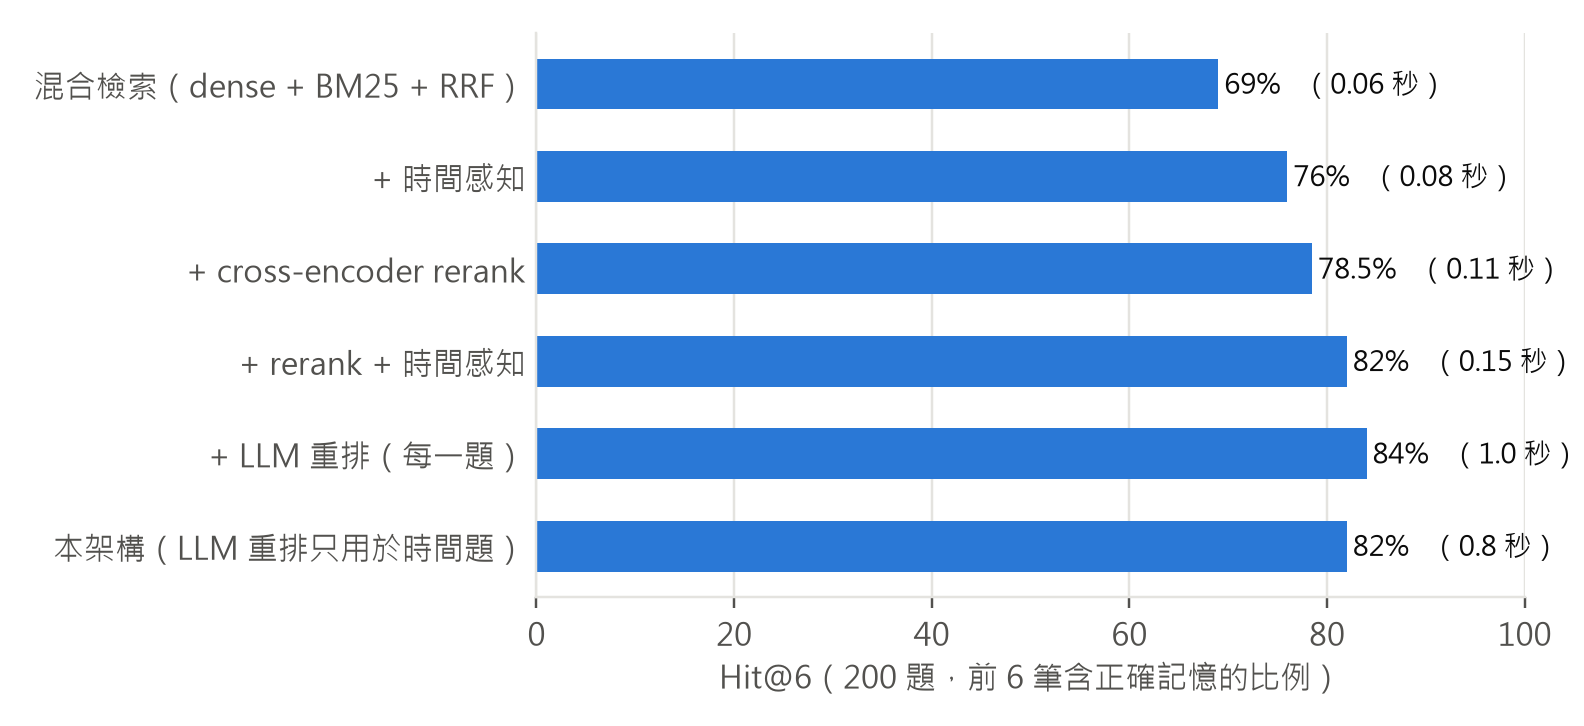 混合檢索（dense + BM25 + RRF） 69% （0.06 秒）
+ 時間感知 76% （0.08 秒）
+ cross-encoder rerank 78.5% （0.11 秒）
+ rerank + 時間感知 82% （0.15 秒）
+ LLM 重排（每一題） 84% （1.0 秒）
本架構（LLM 重排只用於時間題） 82% （0.8 秒）
0 20 40 60 80 100
Hit@6（200 題，前 6 筆含正確記憶的比例）